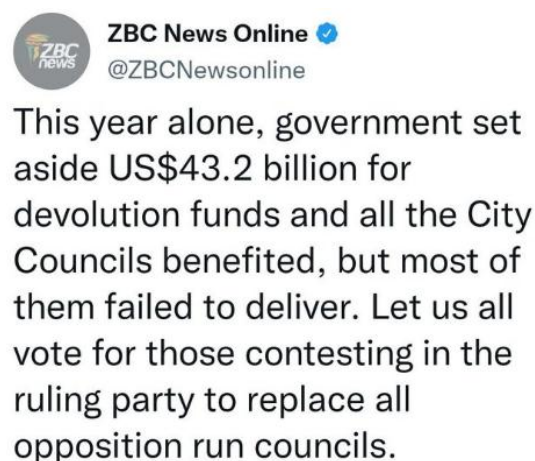 ZBC
news
ZBC News Online
@ZBCNewsonline
This year alone, government set
aside US$43.2 billion for
devolution funds and all the City
Councils benefited, but most of
them failed to deliver. Let us all
vote for those contesting in the
ruling party to replace all
opposition run councils.